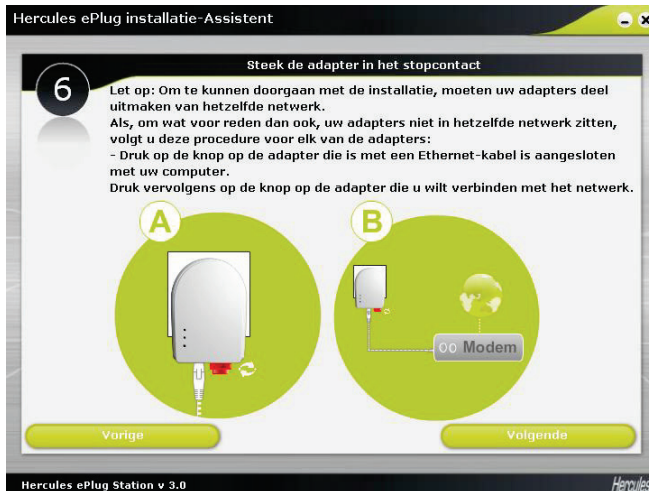 Hercules ePlug installatie-Assistent
Steek de adapter in het stopcontact
6
Let op: Om te kunnen doorgaan met de installatie, moeten uw adapters deel
uitmaken van hetzelfde netwerk.
Als, om wat voor reden dan ook, uw adapters niet in hetzelfde netwerk zitten,
volgt u deze procedure voor elk van de adapters:
- Druk op de knop op de adapter die is met een Ethernet-kabel is aangesloten
met uw computer.
Druk vervolgens op de knop op de adapter die u wilt verbinden met het netwerk.
A
B
Modem
Vorige
Volgende
Hercules ePlug Station v 3.0
Hercules